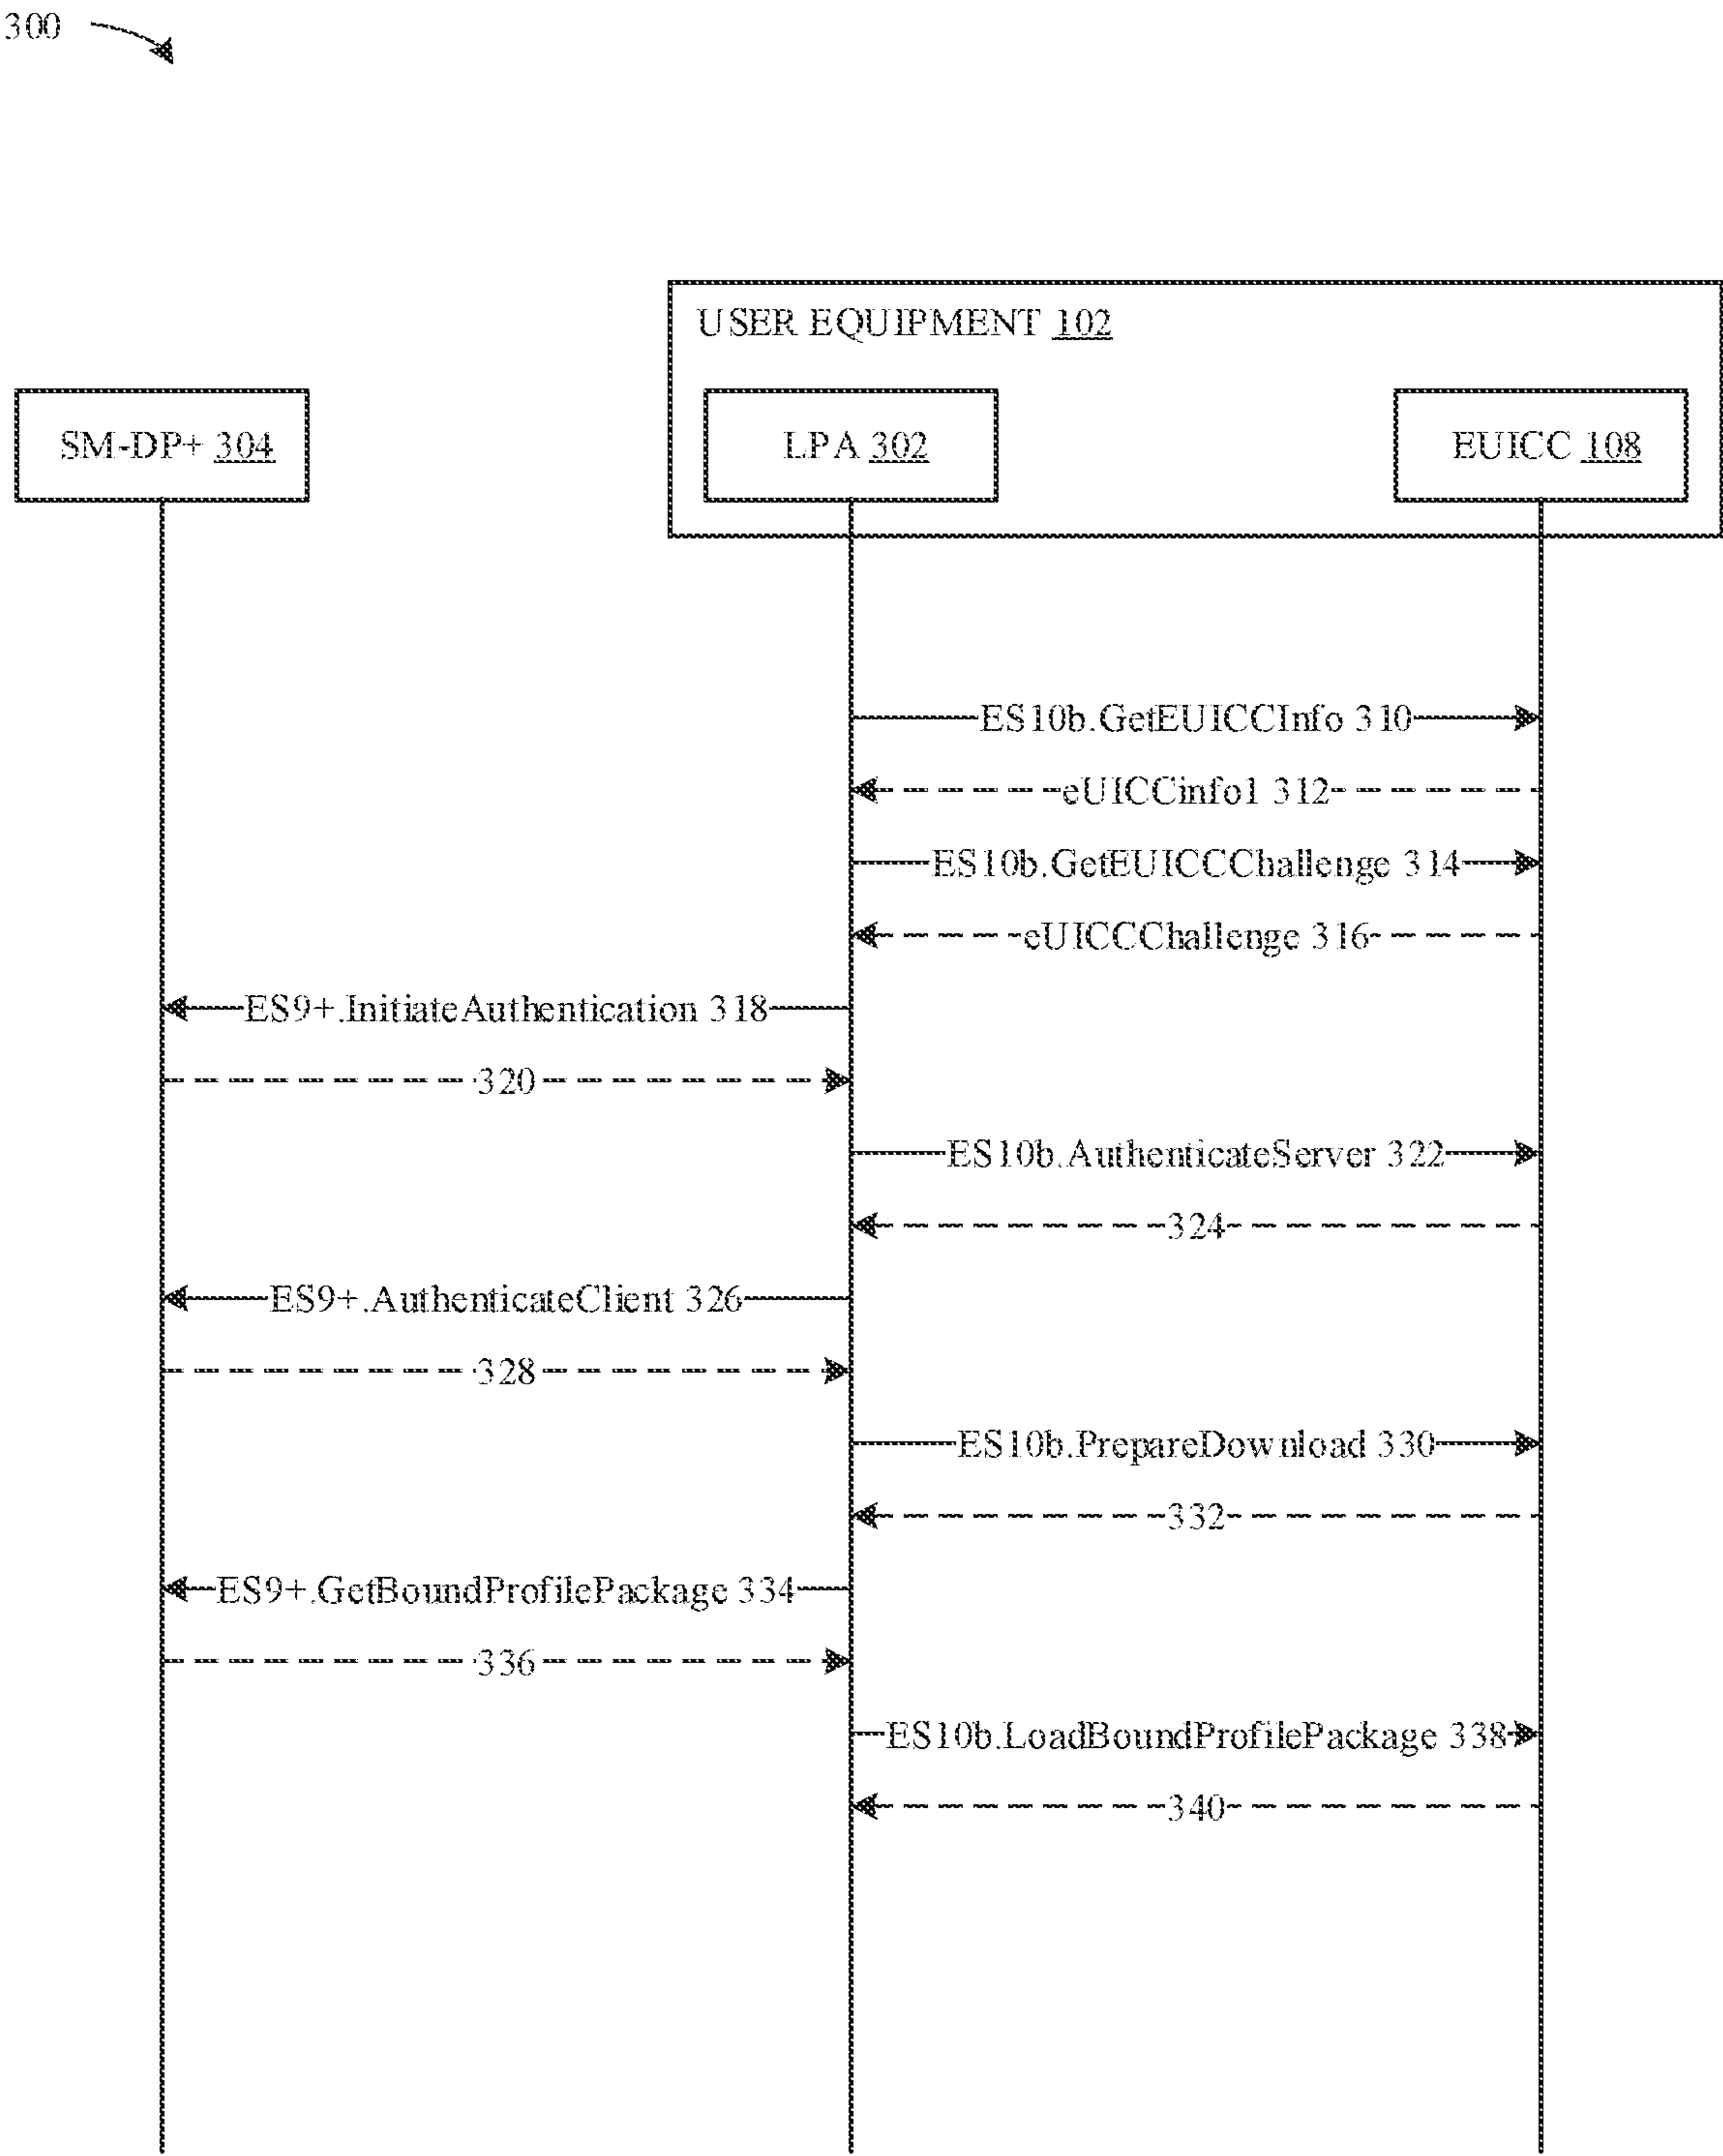 300
USER EQUIPMENT 102
SM-DP+ 304
LPA 302
EUICC 108
ES10b.GetEUICCInfo 310
eUICCinfo1 312
ES10b.GetEUICCChallenge 314
eUICCChallenge 316
ES9+.InitiateAuthentication 318
320
ES10b.AuthenticateServer 322
324
ES9+.AuthenticateClient 326
328
ES10b.PrepareDownload 330
332
ES9+.GetBoundProfilePackage 334
336
ES10b.LoadBoundProfilePackage 338
340